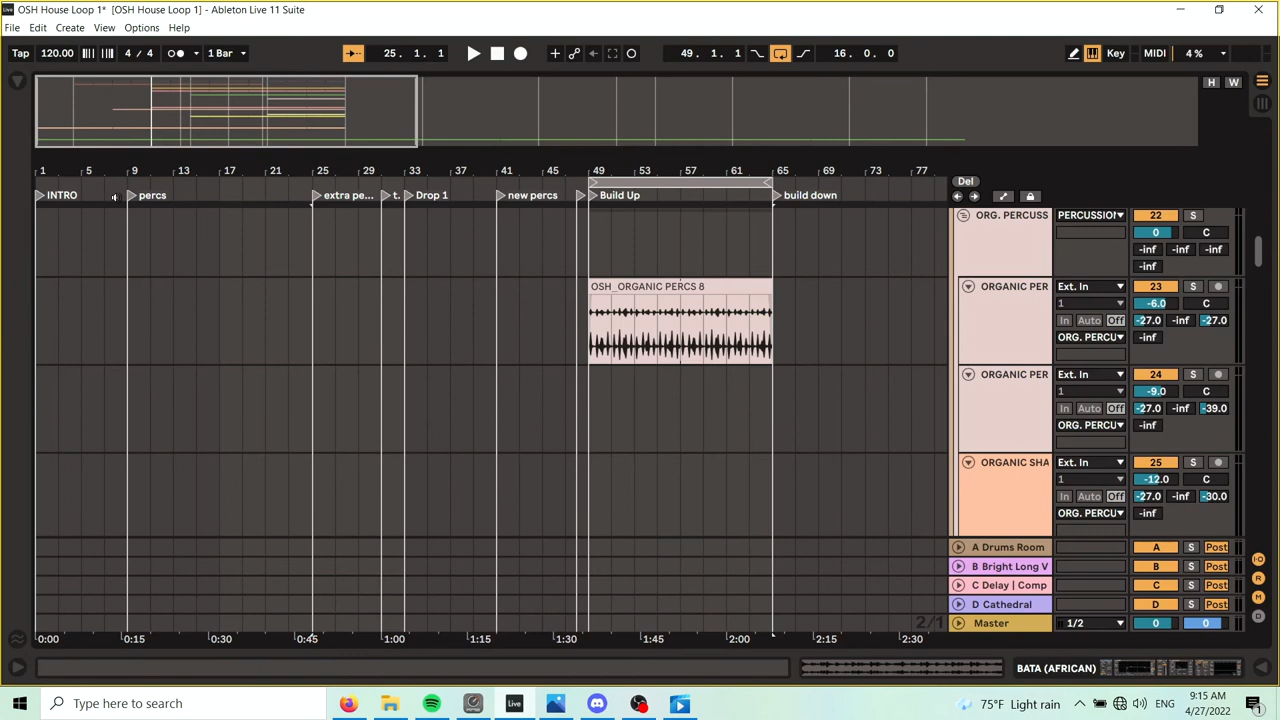 OSH House Loop 1* [OSH House Loop 1] - Ableton Live 11 Suite
File Edit Create View Options Help
Tap 120.00 4 / 4 1 Bar 25. 1. 1 49. 1. 1 16. 0. 0 Key MIDI 4 %
H W
1 5 9 13 17 21 25 29 33 37 41 45 49 53 57 61 65 69 73 77
Del
INTRO percs extra pe... t. Drop 1 new percs Build Up build down
ORG. PERCUSS PERCUSSION 22 S
0 C
-inf -inf -inf
-inf
OSH_ORGANIC PERCS 8
ORGANIC PER Ext. In 23 S
1 -6.0 C
In Auto Off -27.0 -inf -27.0
ORG. PERCU -inf
ORGANIC PER Ext. In 24 S
1 -9.0 C
In Auto Off -27.0 -inf -39.0
ORG. PERCU -inf
ORGANIC SHA Ext. In 25 S
1 -12.0 C
In Auto Off -27.0 -inf -30.0
ORG. PERCU -inf
A Drums Room A S Post
B Bright Long V B S Post
C Delay | Comp C S Post
D Cathedral D S Post
2/1 Master 1/2 0 0
0:00 0:15 0:30 0:45 1:00 1:15 1:30 1:45 2:00 2:15 2:30
I·O
R
M
D
BATA (AFRICAN)
Type here to search Live 75°F Light rain ENG 9:15 AM
4/27/2022
1